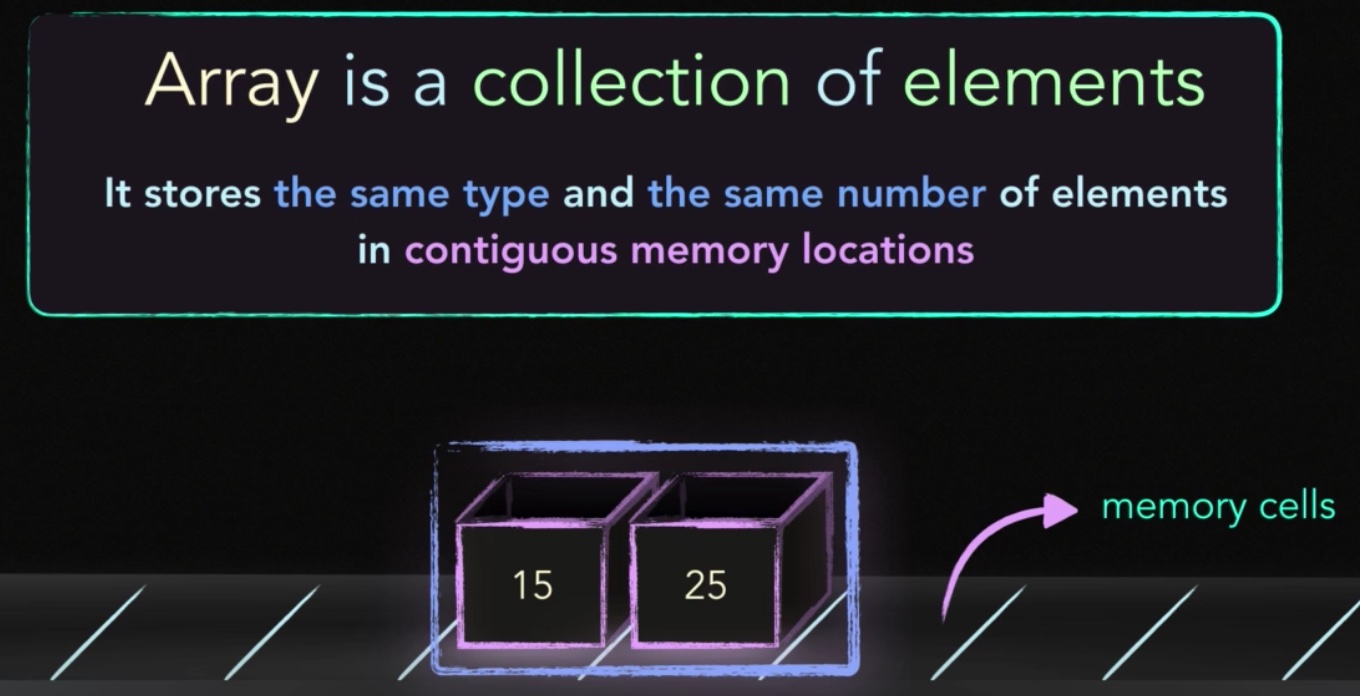 Array is a collection of elements
It stores the same type and the same number of elements
in contiguous memory locations
memory cells
15 25